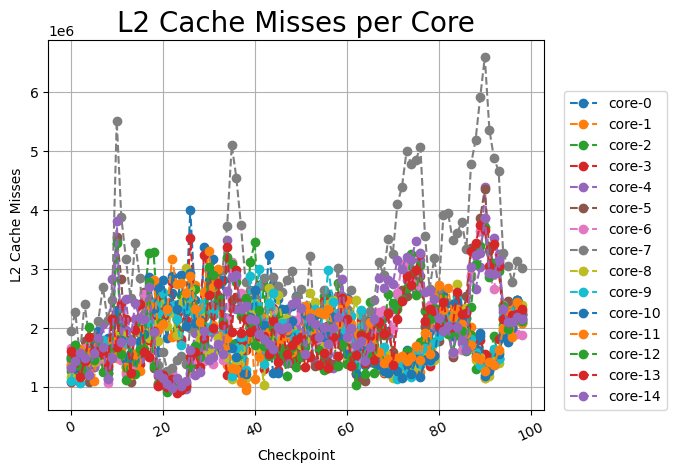 L2 Cache Misses per Core
1e6
6
5
4
3
2
1
L2 Cache Misses
0
20
40
60
80
100
Checkpoint
core-0
core-1
core-2
core-3
core-4
core-5
core-6
core-7
core-8
core-9
core-10
core-11
core-12
core-13
core-14